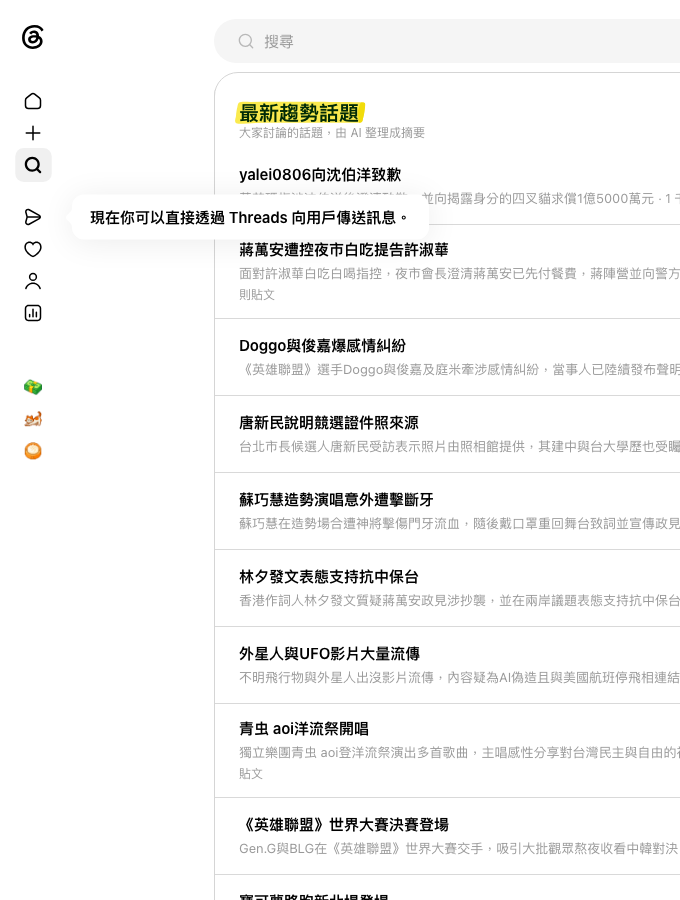 搜尋
最新趨勢話題
大家討論的話題，由 AI 整理成摘要
yalei0806向沈伯洋致歉
並向揭露身分的四叉貓求償1億5000萬元 · 1
現在你可以直接透過 Threads 向用戶傳送訊息。
蔣萬安遭控夜市白吃提告許淑華
面對許淑華白吃白喝指控，夜市會長澄清蔣萬安已先付餐費，蔣陣營並向警方
則貼文
Doggo與俊嘉爆感情糾紛
《英雄聯盟》選手Doggo與俊嘉及庭米牽涉感情糾紛，當事人已陸續發布聲明
唐新民說明競選證件照來源
台北市長候選人唐新民受訪表示照片由照相館提供，其建中與台大學歷也受矚
蘇巧慧造勢演唱意外遭擊斷牙
蘇巧慧在造勢場合遭神將擊傷門牙流血，隨後戴口罩重回舞台致詞並宣傳政見
林夕發文表態支持抗中保台
香港作詞人林夕發文質疑蔣萬安政見涉抄襲，並在兩岸議題表態支持抗中保台
外星人與UFO影片大量流傳
不明飛行物與外星人出沒影片流傳，內容疑為AI偽造且與美國航班停飛相連結
青虫 aoi洋流祭開唱
獨立樂團青虫 aoi登洋流祭演出多首歌曲，主唱感性分享對台灣民主與自由的
貼文
《英雄聯盟》世界大賽決賽登場
Gen.G與BLG在《英雄聯盟》世界大賽交手，吸引大批觀眾熬夜收看中韓對決